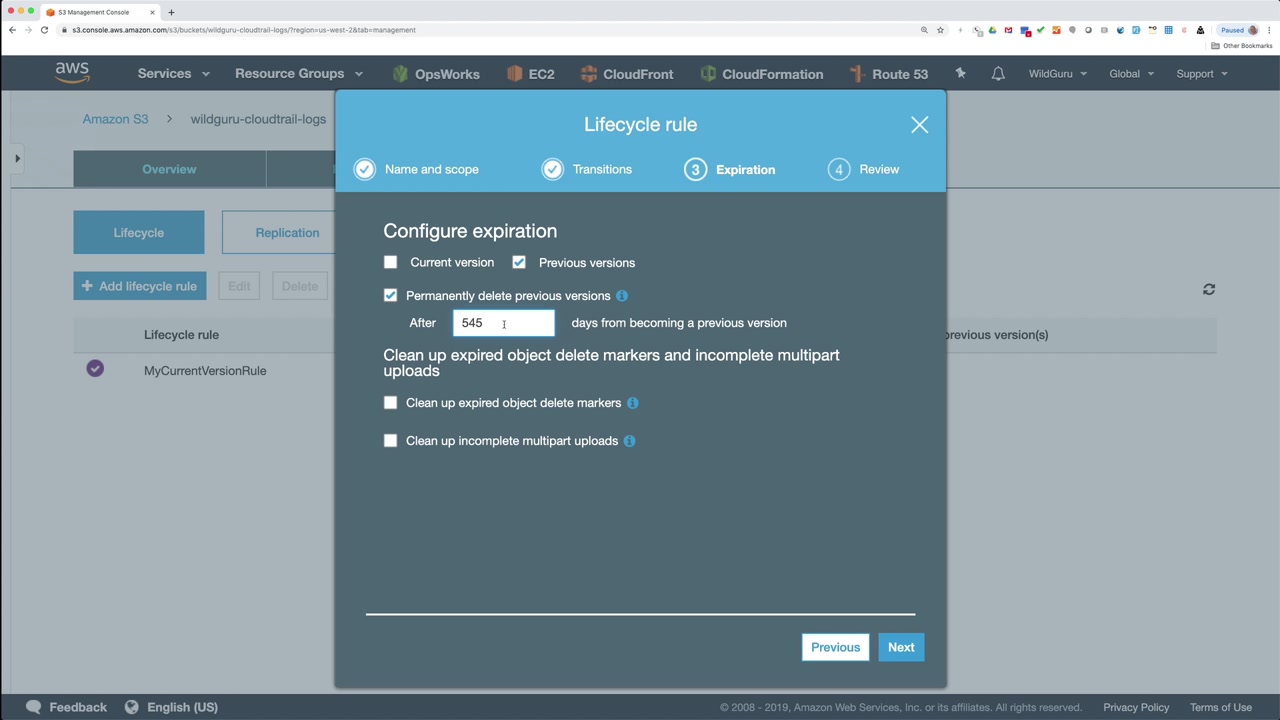 S3 Management Console
s3.console.aws.amazon.com/s3/buckets/wildguru-cloudtrail-logs/?region=us-west-2&tab=management
Paused
Other Bookmarks
aws
Services
Resource Groups
OpsWorks
EC2
CloudFront
CloudFormation
Route 53
WildGuru
Global
Support
Amazon S3 > wildguru-cloudtrail-logs
Overview
Lifecycle
Replication
+ Add lifecycle rule
Edit
Delete
Lifecycle rule
previous version(s)
MyCurrentVersionRule
Lifecycle rule
Name and scope
Transitions
3 Expiration
4 Review
Configure expiration
Current version
Previous versions
Permanently delete previous versions
After 545 days from becoming a previous version
Clean up expired object delete markers and incomplete multipart
uploads
Clean up expired object delete markers
Clean up incomplete multipart uploads
Previous
Next
Feedback
English (US)
© 2008 - 2019, Amazon Web Services, Inc. or its affiliates. All rights reserved.
Privacy Policy
Terms of Use